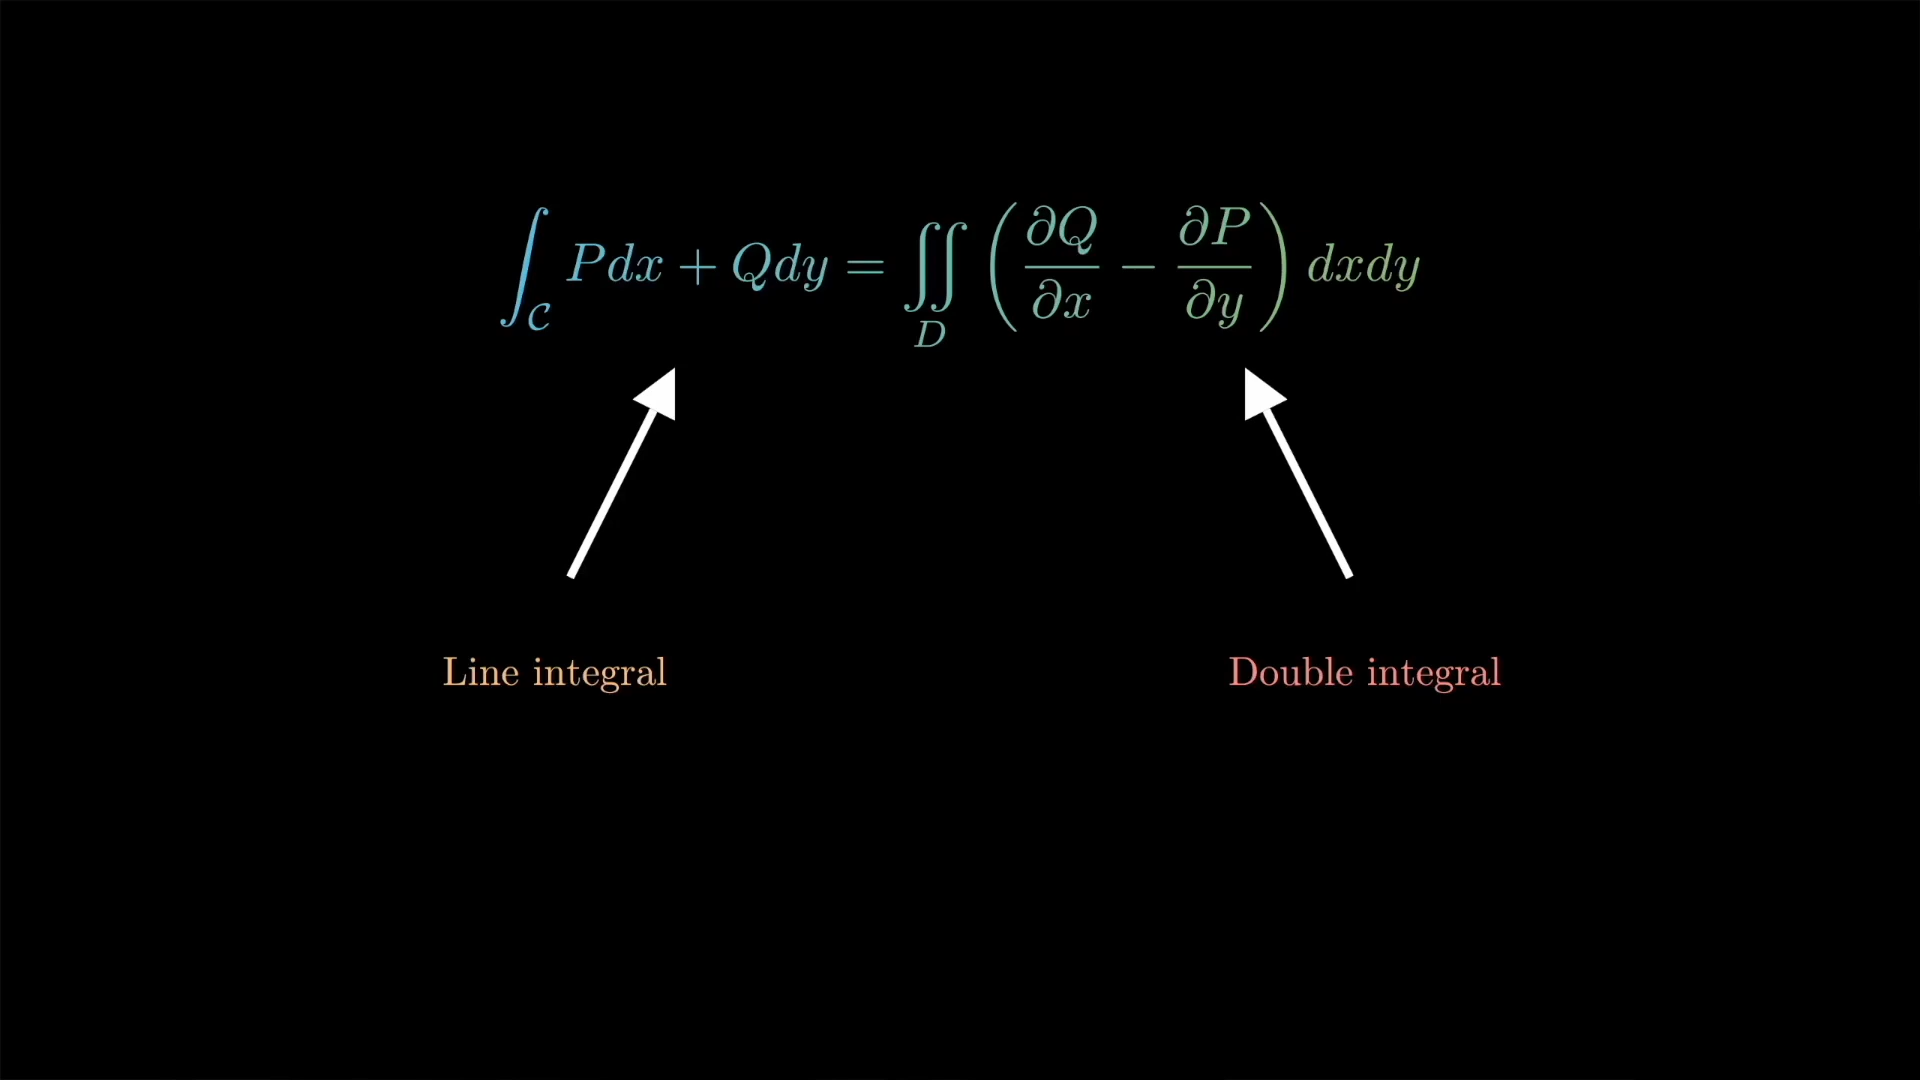 ∫_C Pdx + Qdy = ∬_D (∂Q/∂x − ∂P/∂y) dxdy
Line integral
Double integral